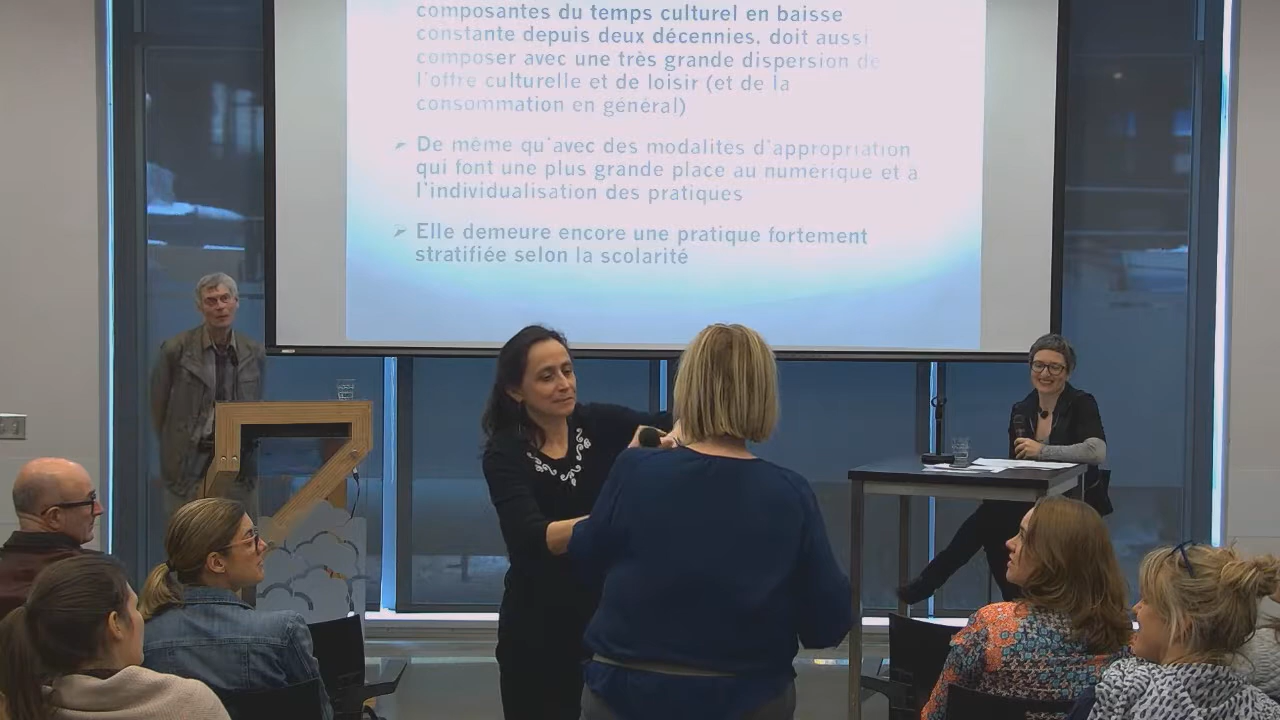 composantes du temps culturel en baisse
constante depuis deux décennies, doit aussi
composer avec une très grande dispersion de
l'offre culturelle et de loisir (et de la
consommation en général)
➢ De même qu'avec des modalités d'appropriation
qui font une plus grande place au numérique et à
l'individualisation des pratiques
➢ Elle demeure encore une pratique fortement
stratifiée selon la scolarité